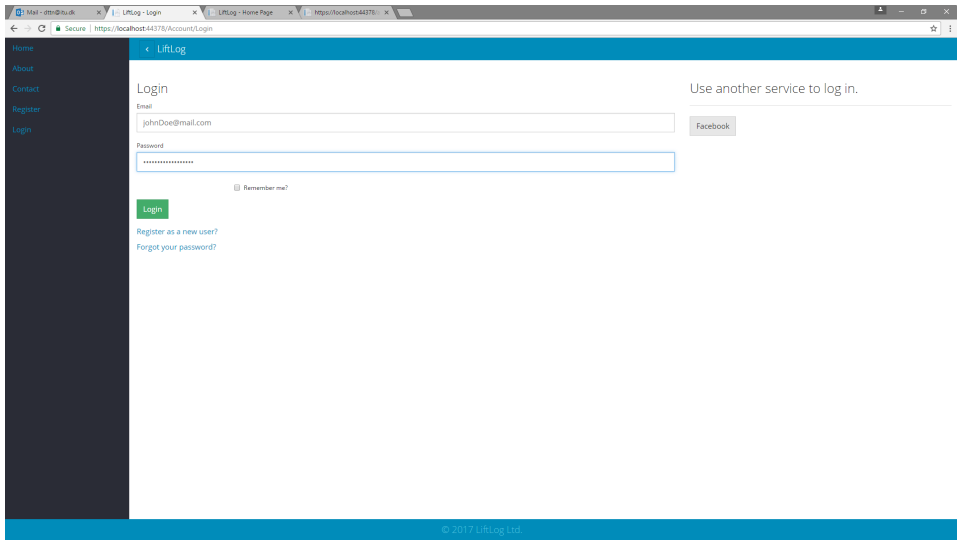 Mail - dttn@itu.dk
LiftLog - Login
LiftLog - Home Page
https://localhost:44378/
Secure | https://localhost:44378/Account/Login
Home
About
Contact
Register
Login
LiftLog
Login
Email
johnDoe@mail.com
Password
Remember me?
Login
Register as a new user?
Forgot your password?
Use another service to log in.
Facebook
© 2017 LiftLog Ltd.